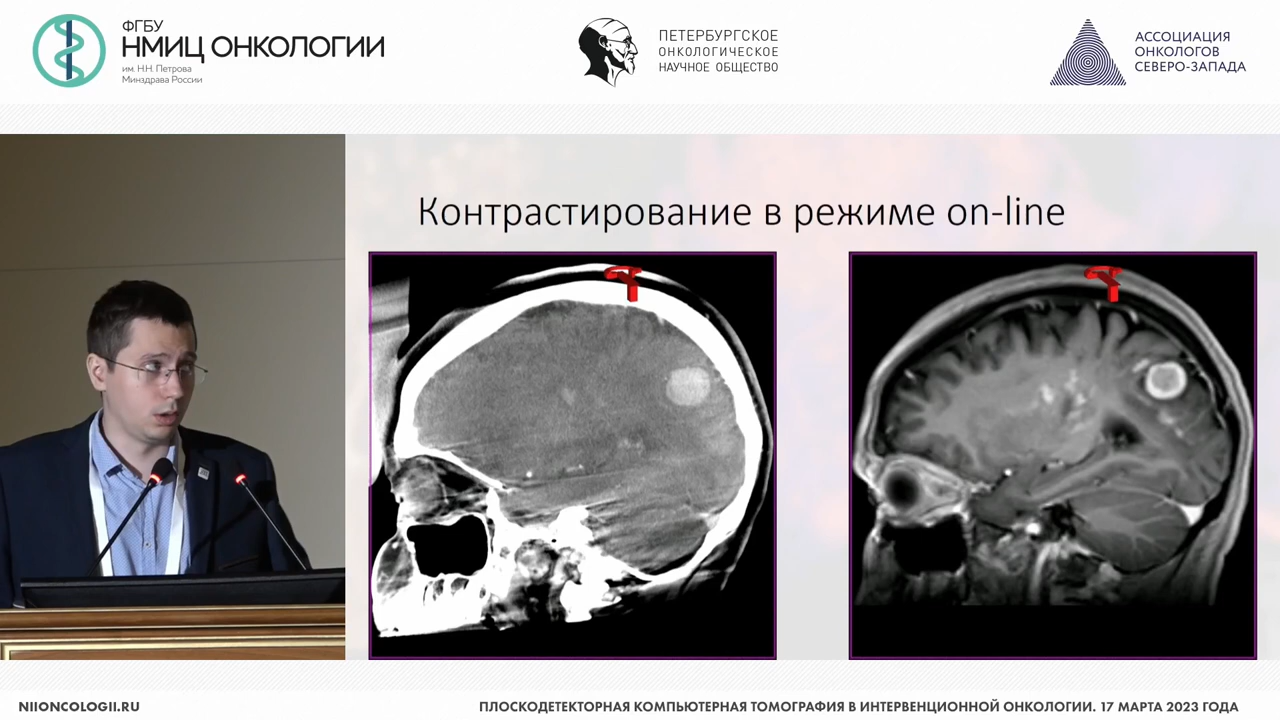 ФГБУ
НМИЦ ОНКОЛОГИИ
им. Н.Н. Петрова
Минздрава России
ПЕТЕРБУРГСКОЕ
ОНКОЛОГИЧЕСКОЕ
НАУЧНОЕ ОБЩЕСТВО
АССОЦИАЦИЯ
ОНКОЛОГОВ
СЕВЕРО-ЗАПАДА
Контрастирование в режиме on-line
NIIONCOLOGII.RU
ПЛОСКОДЕТЕКТОРНАЯ КОМПЬЮТЕРНАЯ ТОМОГРАФИЯ В ИНТЕРВЕНЦИОННОЙ ОНКОЛОГИИ. 17 МАРТА 2023 ГОДА